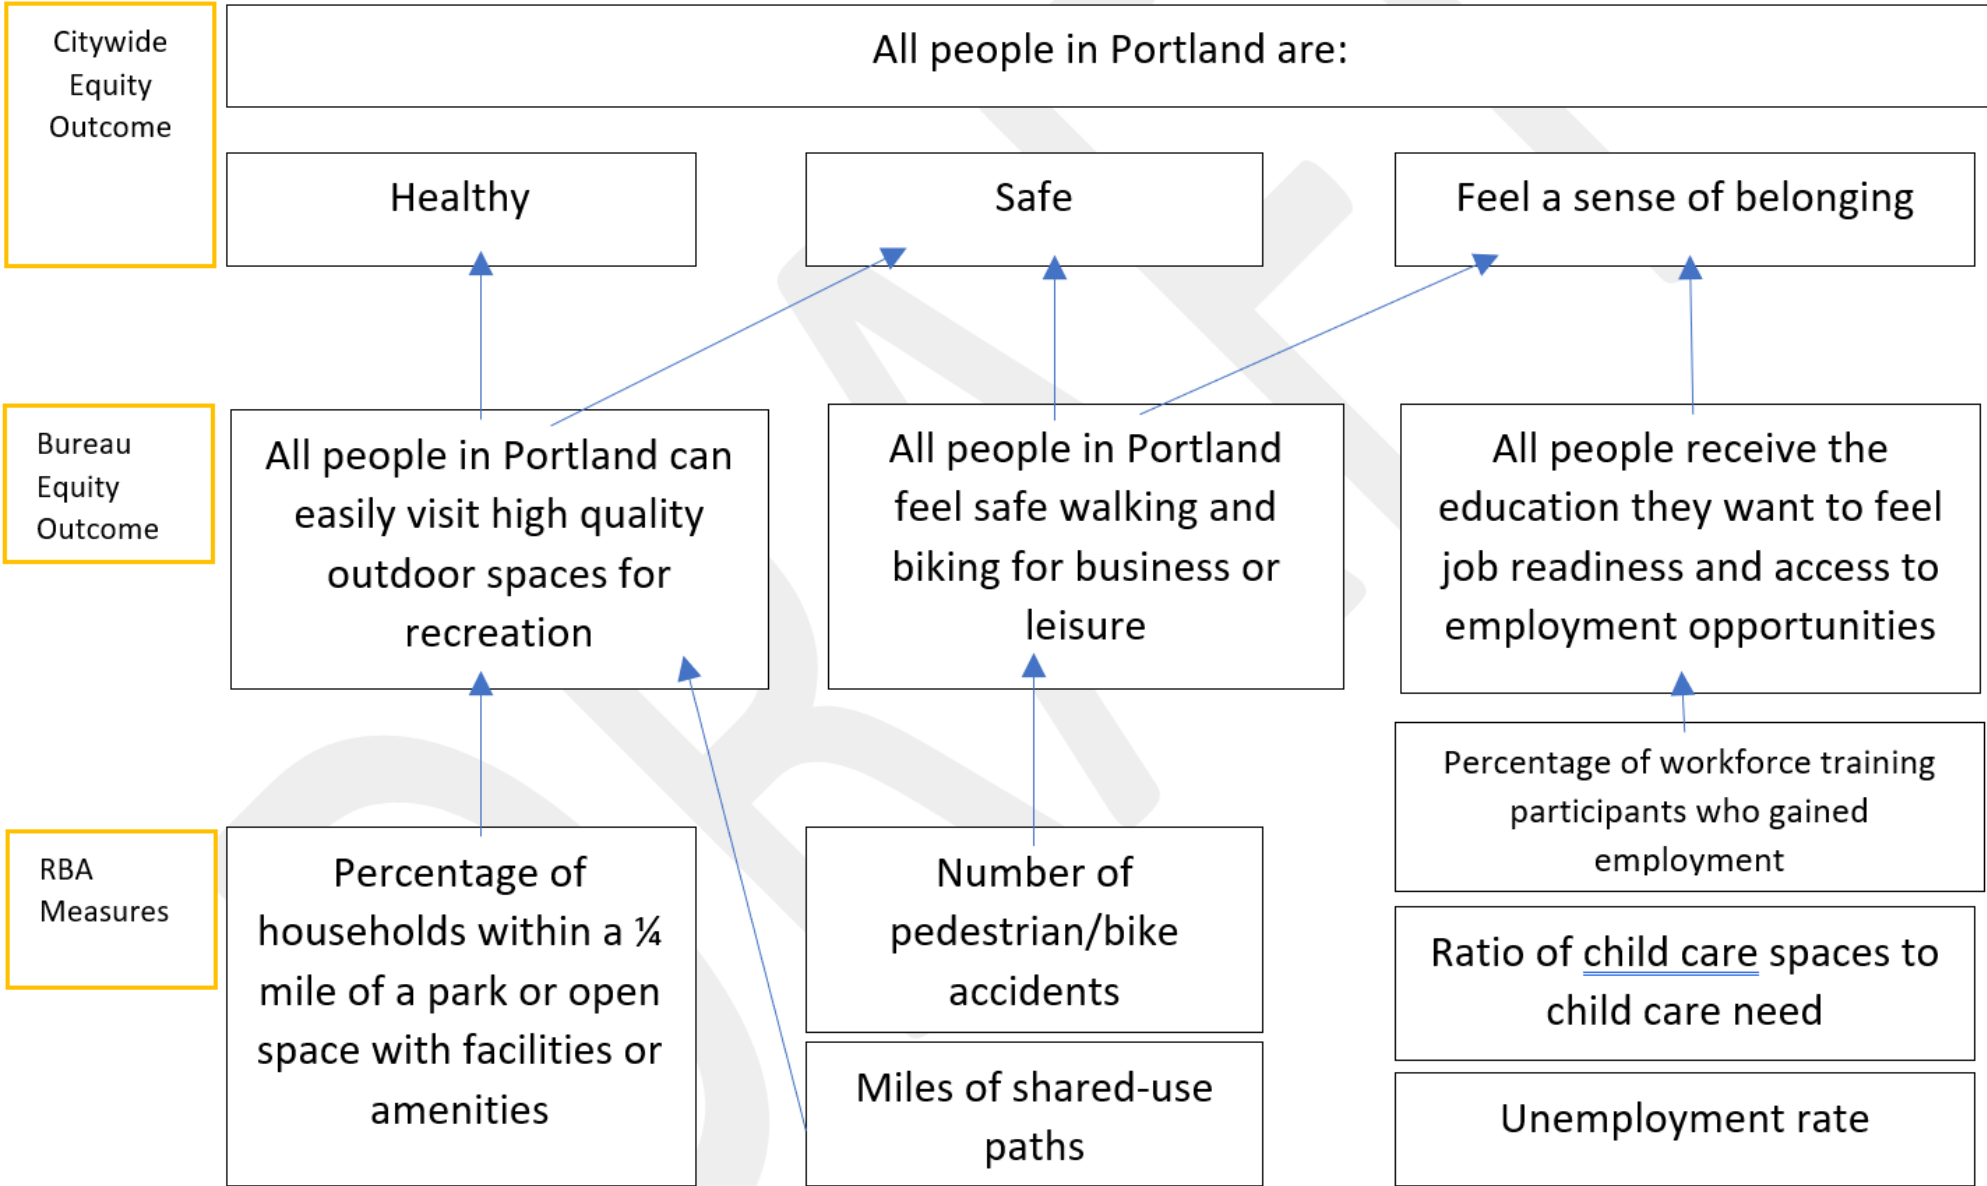 Citywide
Equity
Outcome
All people in Portland are:
Healthy
Safe
Feel a sense of belonging
Bureau
Equity
Outcome
All people in Portland can
easily visit high quality
outdoor spaces for
recreation
All people in Portland
feel safe walking and
biking for business or
leisure
All people receive the
education they want to feel
job readiness and access to
employment opportunities
RBA
Measures
Percentage of
households within a ¼
mile of a park or open
space with facilities or
amenities
Number of
pedestrian/bike
accidents
Miles of shared-use
paths
Percentage of workforce training
participants who gained
employment
Ratio of child care spaces to
child care need
Unemployment rate
DRAFT